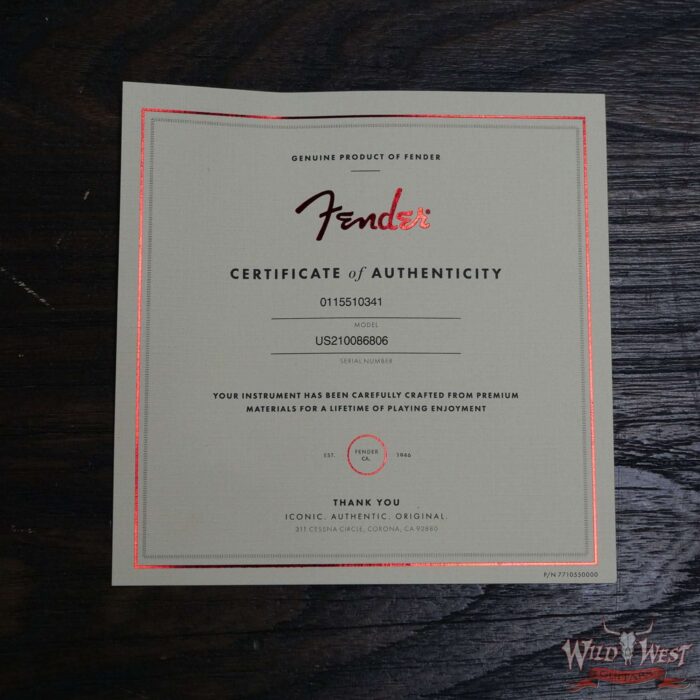 GENUINE PRODUCT OF FENDER
Fender
CERTIFICATE of AUTHENTICITY
0115510341
MODEL
US210086806
SERIAL NUMBER
YOUR INSTRUMENT HAS BEEN CAREFULLY CRAFTED FROM PREMIUM
MATERIALS FOR A LIFETIME OF PLAYING ENJOYMENT
EST. FENDER CA. 1946
THANK YOU
ICONIC. AUTHENTIC. ORIGINAL.
311 CESSNA CIRCLE, CORONA, CA 92880
P/N 7710550000
WILD WEST
GUITARS